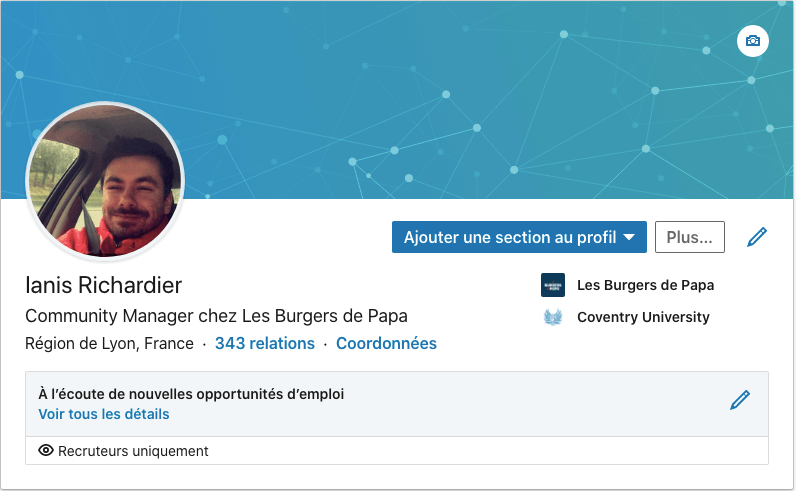 Ajouter une section au profil
Plus...
Ianis Richardier
Les Burgers de Papa
Community Manager chez Les Burgers de Papa
Coventry University
Région de Lyon, France · 343 relations · Coordonnées
À l’écoute de nouvelles opportunités d’emploi
Voir tous les détails
Recruteurs uniquement